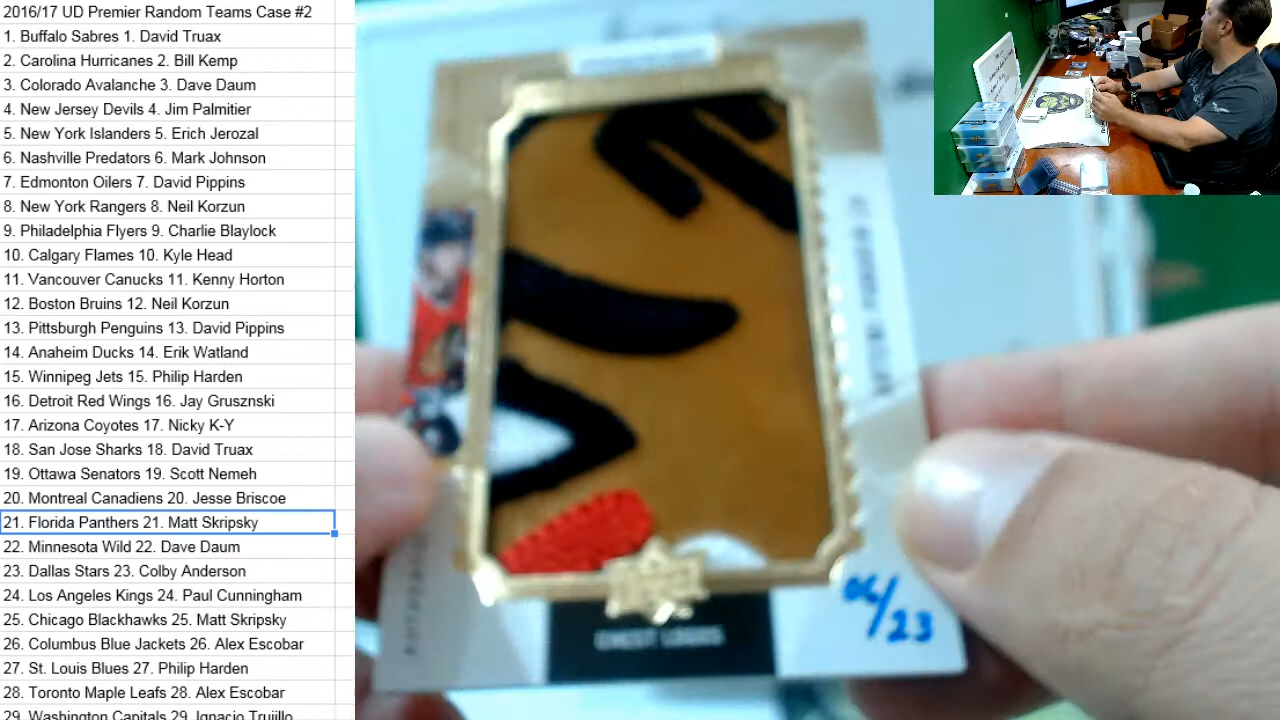 2016/17 UD Premier Random Teams Case #2
1. Buffalo Sabres 1. David Truax
2. Carolina Hurricanes 2. Bill Kemp
3. Colorado Avalanche 3. Dave Daum
4. New Jersey Devils 4. Jim Palmitier
5. New York Islanders 5. Erich Jerozal
6. Nashville Predators 6. Mark Johnson
7. Edmonton Oilers 7. David Pippins
8. New York Rangers 8. Neil Korzun
9. Philadelphia Flyers 9. Charlie Blaylock
10. Calgary Flames 10. Kyle Head
11. Vancouver Canucks 11. Kenny Horton
12. Boston Bruins 12. Neil Korzun
13. Pittsburgh Penguins 13. David Pippins
14. Anaheim Ducks 14. Erik Watland
15. Winnipeg Jets 15. Philip Harden
16. Detroit Red Wings 16. Jay Grusznski
17. Arizona Coyotes 17. Nicky K-Y
18. San Jose Sharks 18. David Truax
19. Ottawa Senators 19. Scott Nemeh
20. Montreal Canadiens 20. Jesse Briscoe
21. Florida Panthers 21. Matt Skripsky
22. Minnesota Wild 22. Dave Daum
23. Dallas Stars 23. Colby Anderson
24. Los Angeles Kings 24. Paul Cunningham
25. Chicago Blackhawks 25. Matt Skripsky
26. Columbus Blue Jackets 26. Alex Escobar
27. St. Louis Blues 27. Philip Harden
28. Toronto Maple Leafs 28. Alex Escobar
29. Washington Capitals 29. Ignacio Trujillo
CHEST LOGOS
06/23